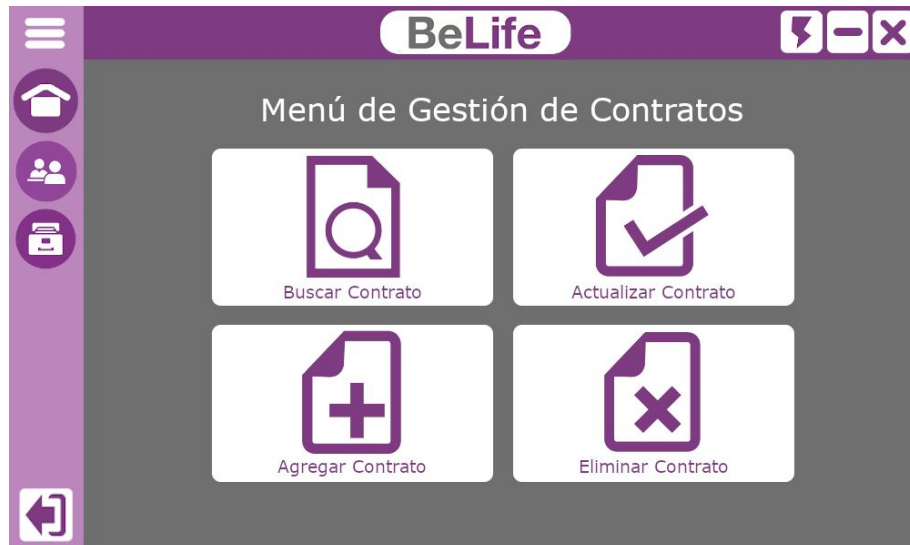 BeLife
Menú de Gestión de Contratos
Buscar Contrato
Actualizar Contrato
Agregar Contrato
Eliminar Contrato